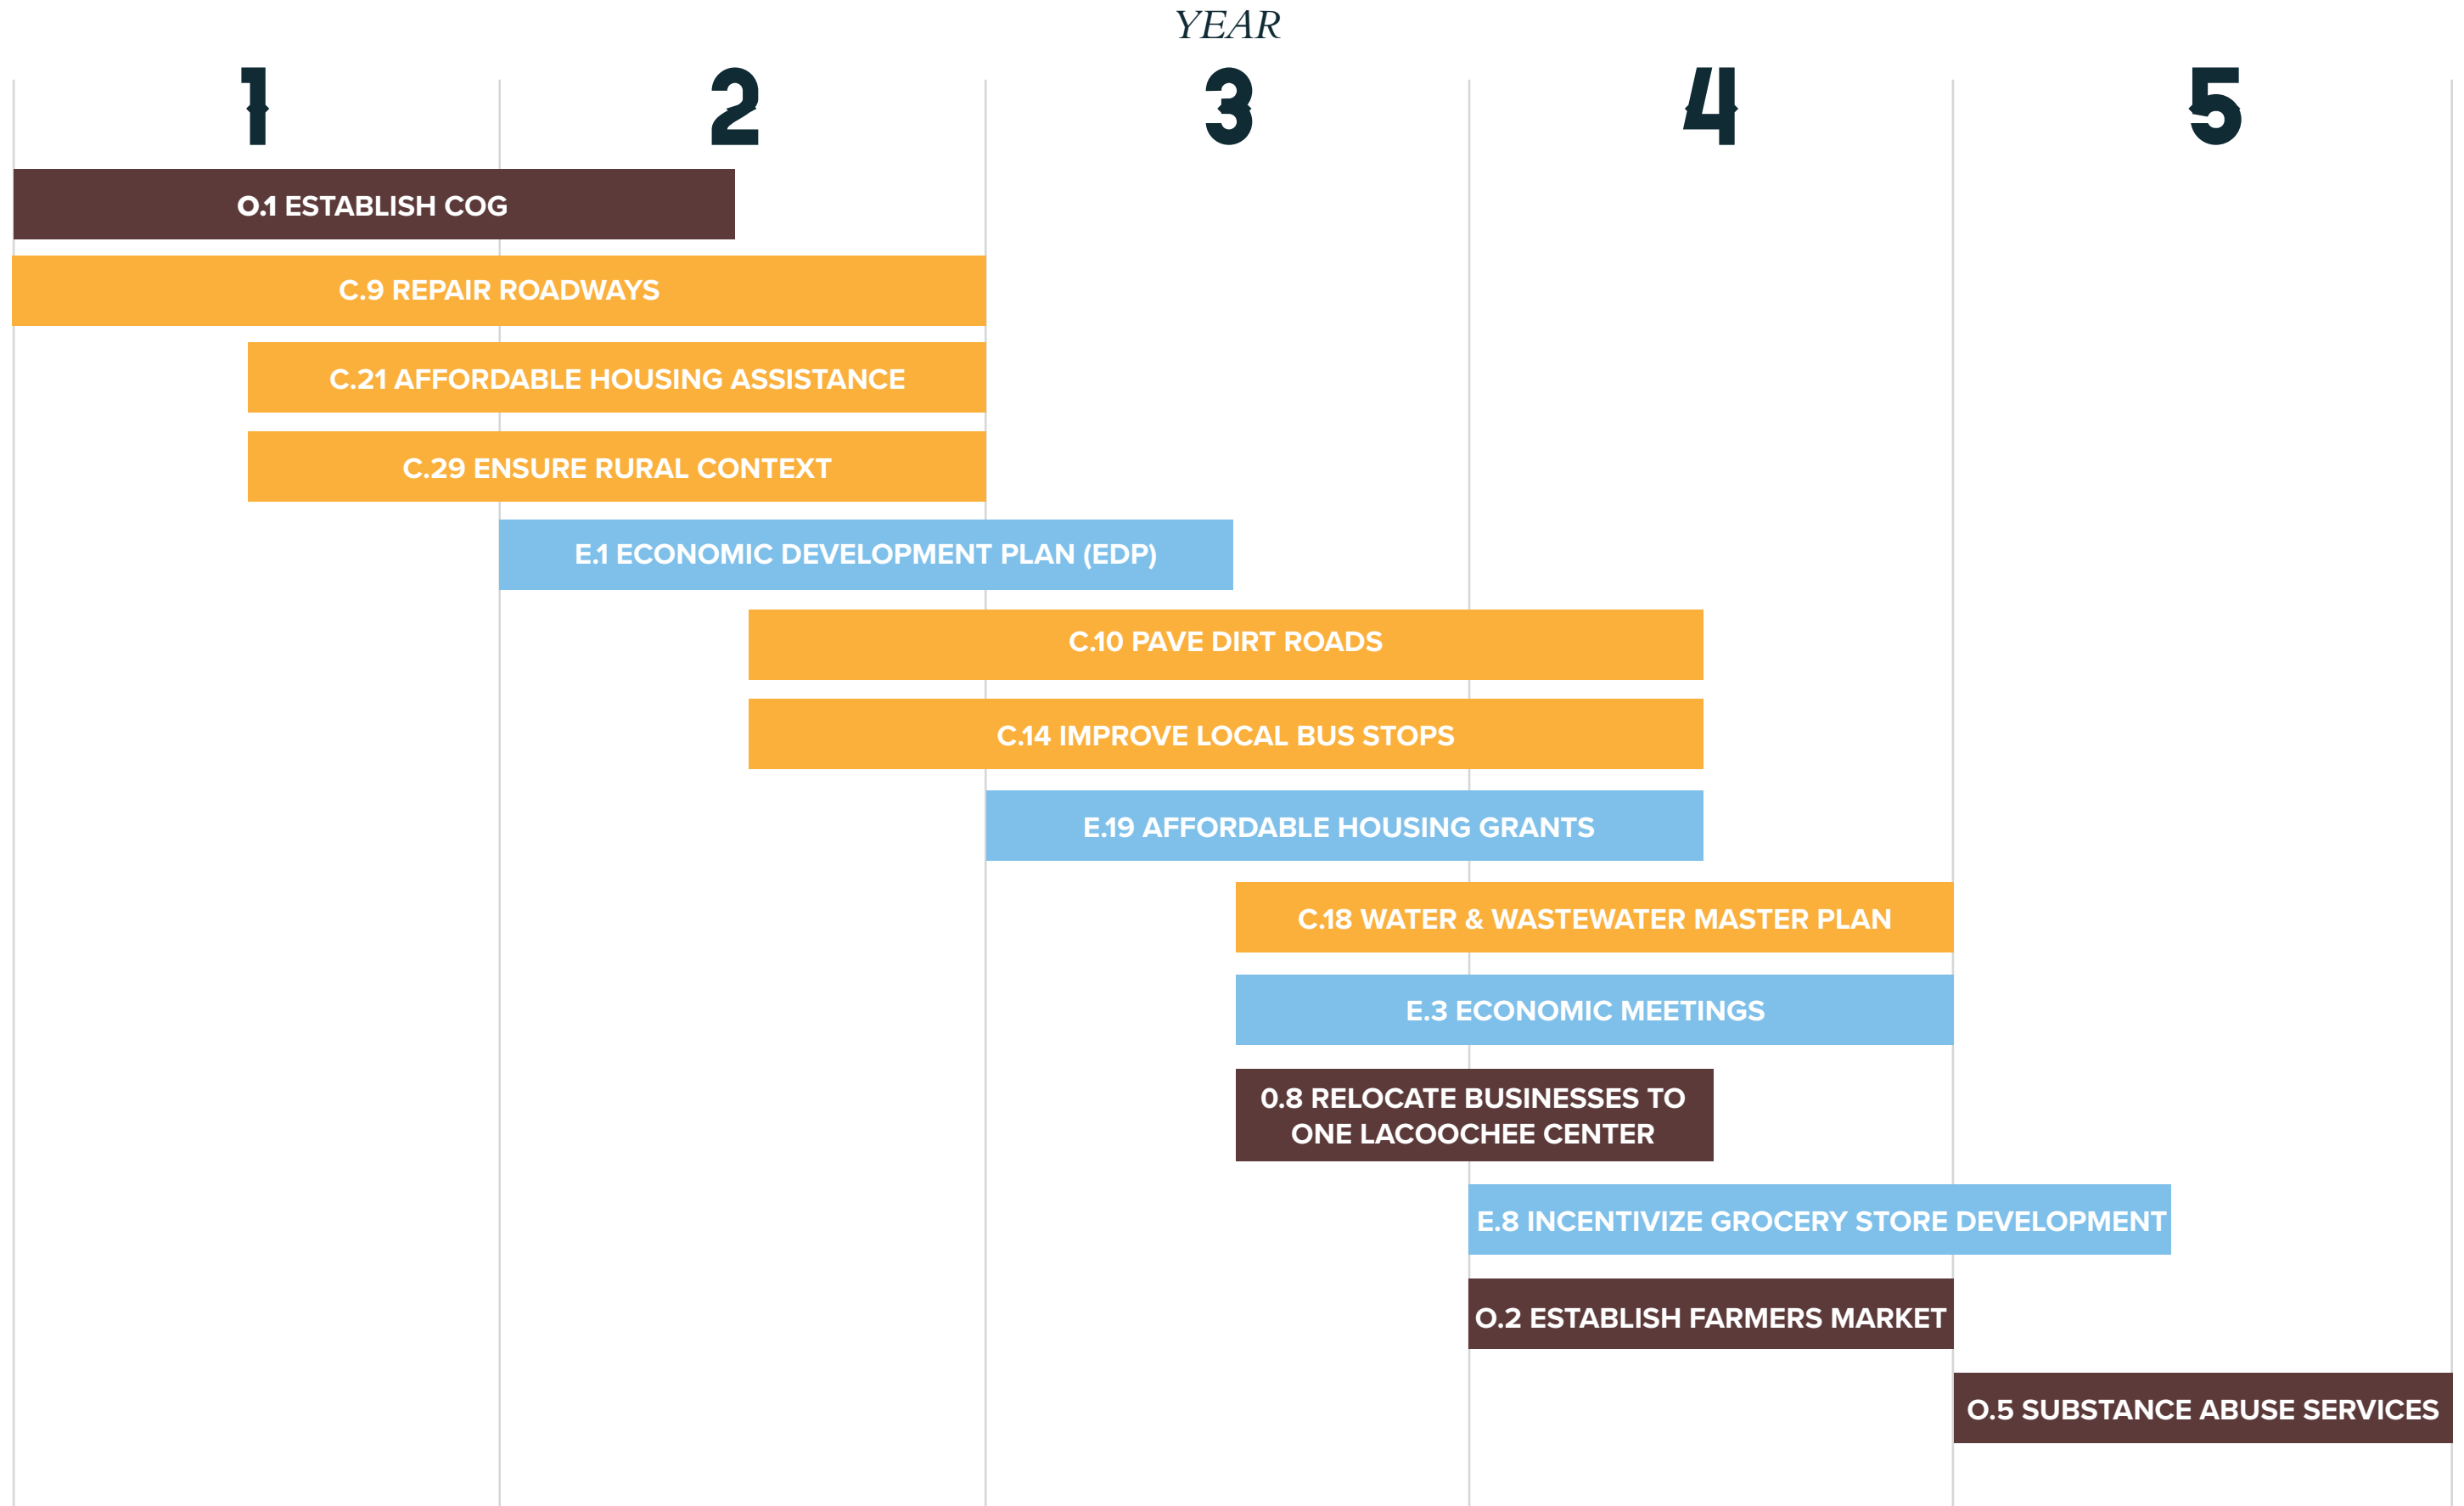 YEAR
1 2 3 4 5
O.1 ESTABLISH COG
C.9 REPAIR ROADWAYS
C.21 AFFORDABLE HOUSING ASSISTANCE
C.29 ENSURE RURAL CONTEXT
E.1 ECONOMIC DEVELOPMENT PLAN (EDP)
C.10 PAVE DIRT ROADS
C.14 IMPROVE LOCAL BUS STOPS
E.19 AFFORDABLE HOUSING GRANTS
C.18 WATER & WASTEWATER MASTER PLAN
E.3 ECONOMIC MEETINGS
0.8 RELOCATE BUSINESSES TO
ONE LACOOCHEE CENTER
E.8 INCENTIVIZE GROCERY STORE DEVELOPMENT
O.2 ESTABLISH FARMERS MARKET
O.5 SUBSTANCE ABUSE SERVICES